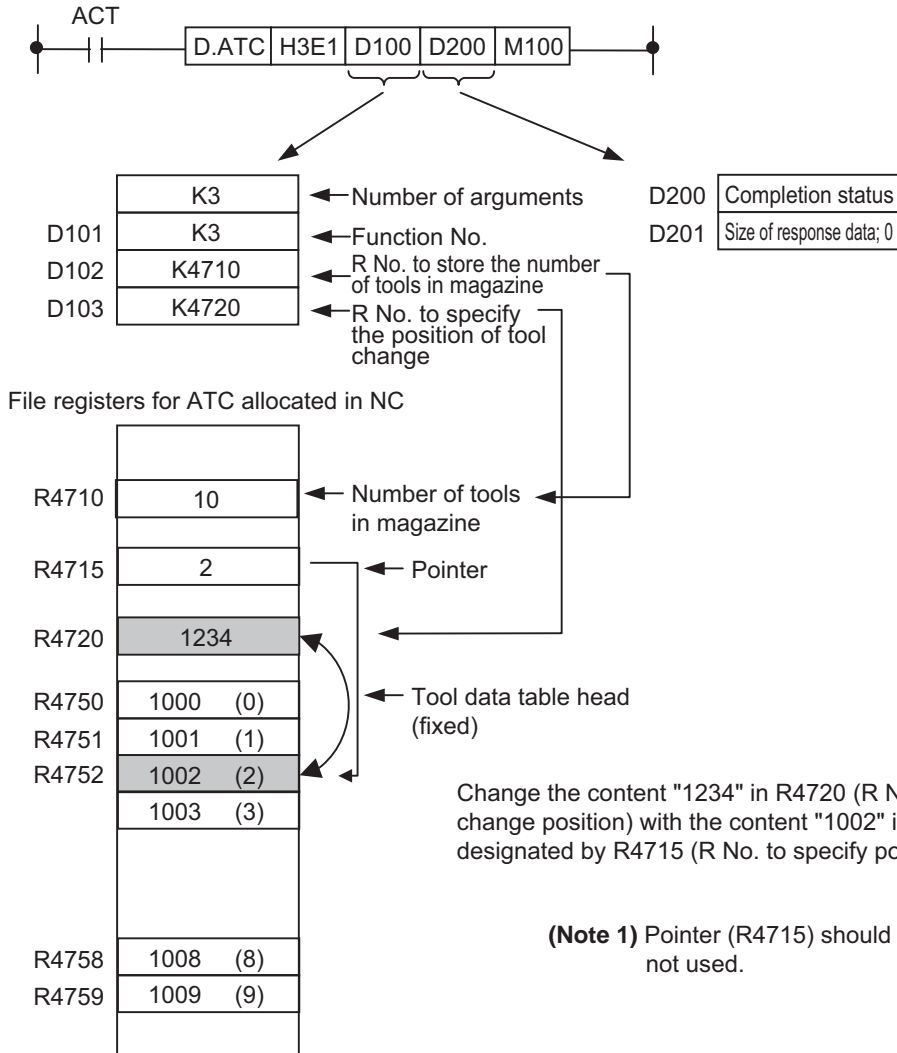 ACT
D.ATC H3E1 D100 D200 M100
K3 Number of arguments
D101 K3 Function No.
D102 K4710 R No. to store the number
of tools in magazine
D103 K4720 R No. to specify
the position of tool
change
D200 Completion status
D201 Size of response data; 0
File registers for ATC allocated in NC
R4710 10 Number of tools
in magazine
R4715 2 Pointer
R4720 1234
R4750 1000 (0) Tool data table head
(fixed)
R4751 1001 (1)
R4752 1002 (2)
1003 (3)
Change the content "1234" in R4720 (R
change position) with the content "1002"
designated by R4715 (R No. to specify
(Note 1) Pointer (R4715) should
not used.
R4758 1008 (8)
R4759 1009 (9)